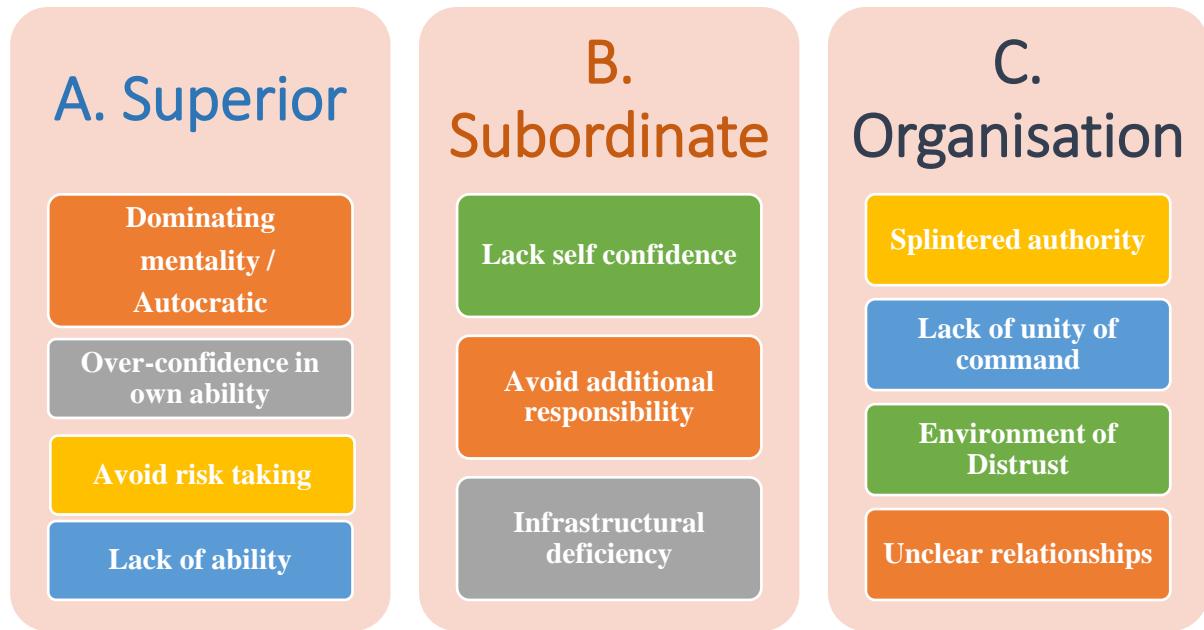 A. Superior
Dominating
mentality /
Autocratic
Over-confidence in
own ability
Avoid risk taking
Lack of ability
B.
Subordinate
Lack self confidence
Avoid additional
responsibility
Infrastructural
deficiency
C.
Organisation
Splintered authority
Lack of unity of
command
Environment of
Distrust
Unclear relationships